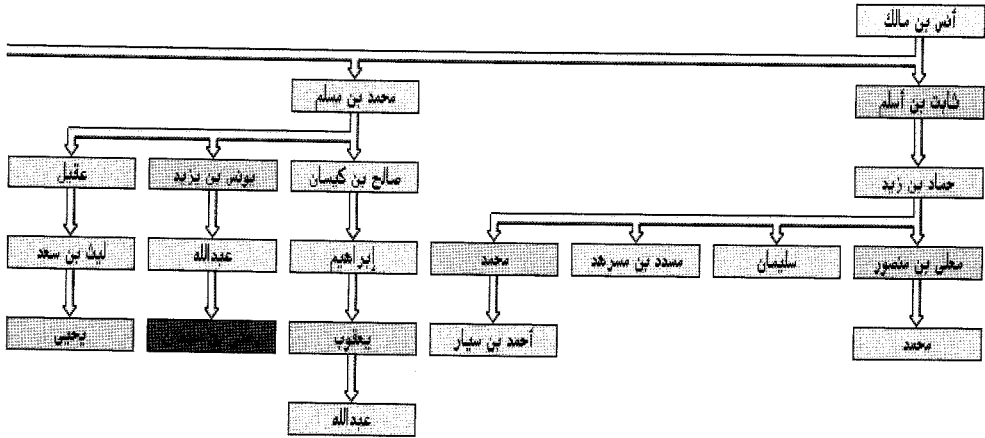 أنس بن مالك
ثابت بن أسلم
محمد بن مسلم
حماد بن زيد
صالح بن كيسان
يونس بن يزيد
عقيل
معلى بن منصور
سليمان
مسدد بن مسرهد
محمد
إبراهيم
عبدالله
ليث بن سعد
محمد
أحمد بن سيار
يعقوب
يحيى
عبدالله